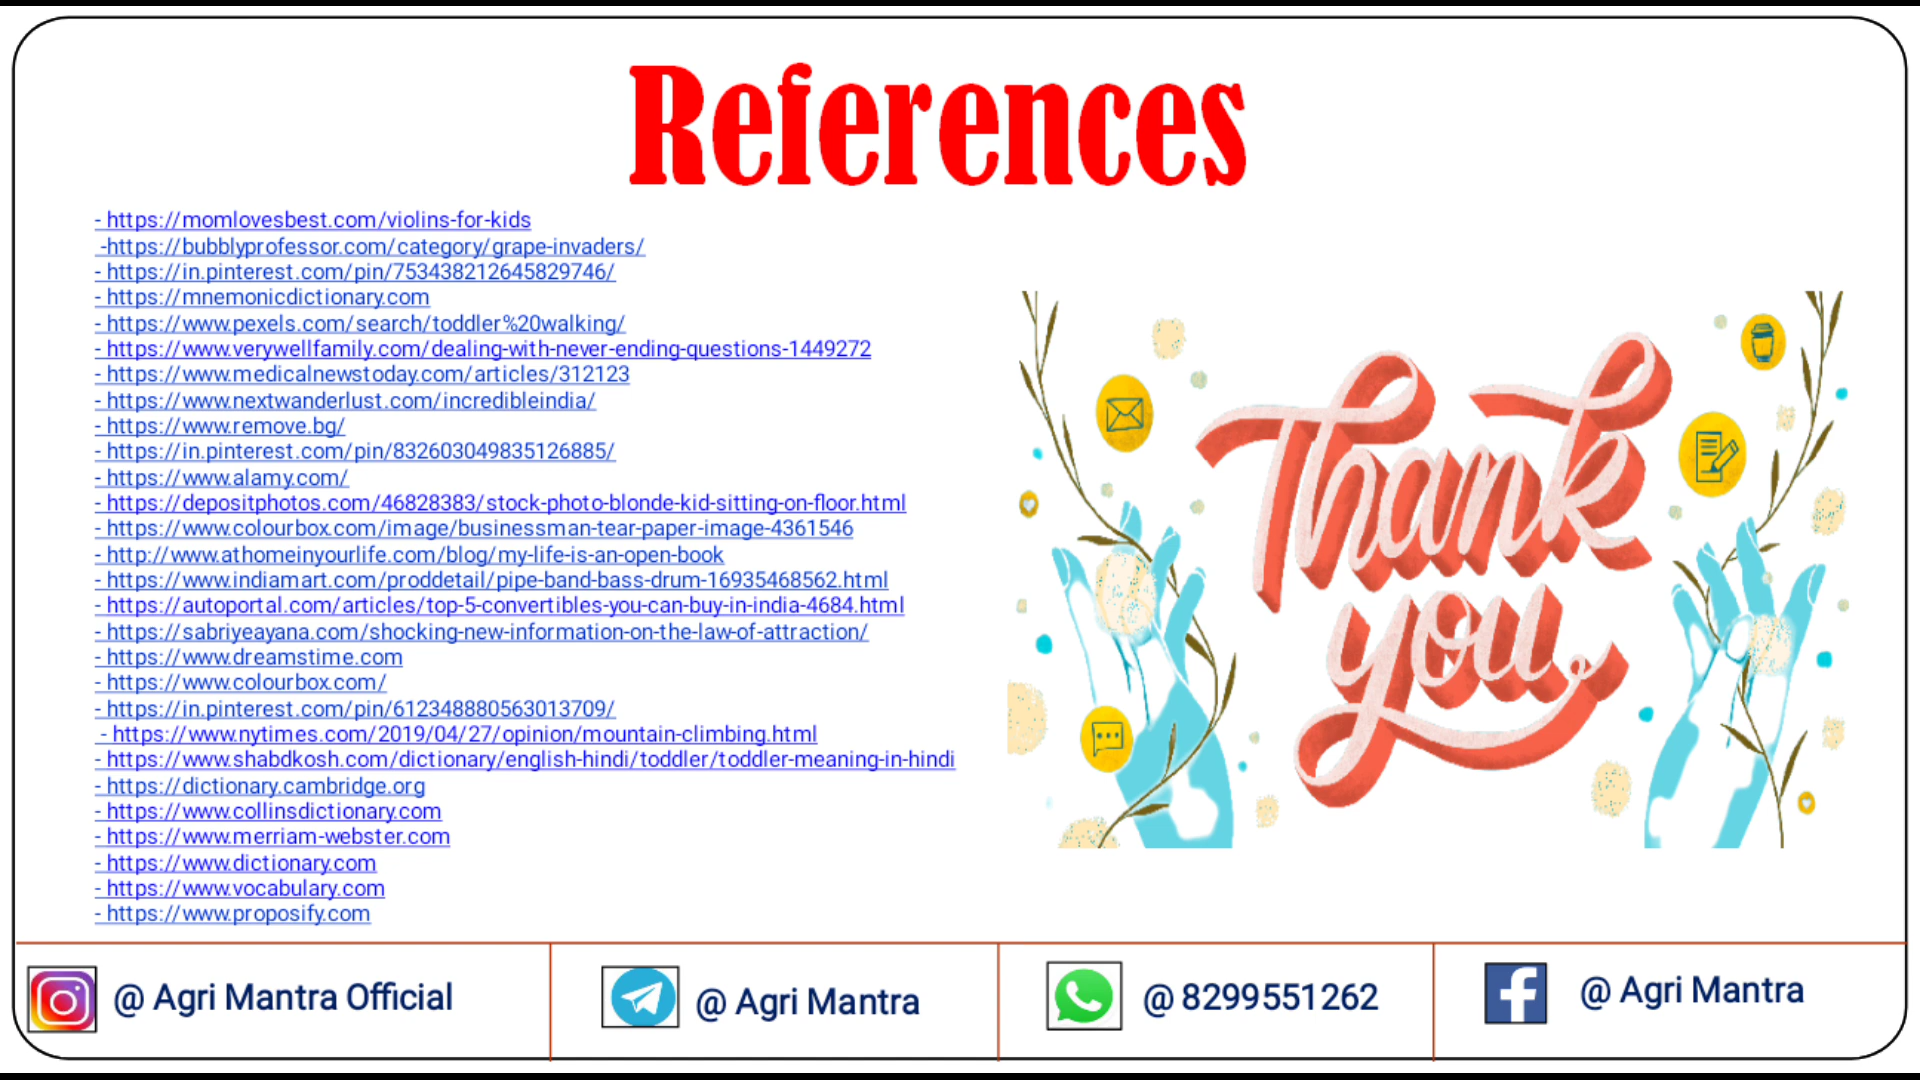 References
- https://momlovesbest.com/violins-for-kids
-https://bubblyprofessor.com/category/grape-invaders/
- https://in.pinterest.com/pin/753438212645829746/
- https://mnemonicdictionary.com
- https://www.pexels.com/search/toddler%20walking/
- https://www.verywellfamily.com/dealing-with-never-ending-questions-1449272
- https://www.medicalnewstoday.com/articles/312123
- https://www.nextwanderlust.com/incredibleindia/
- https://www.remove.bg/
- https://in.pinterest.com/pin/832603049835126885/
- https://www.alamy.com/
- https://depositphotos.com/46828383/stock-photo-blonde-kid-sitting-on-floor.html
- https://www.colourbox.com/image/businessman-tear-paper-image-4361546
- http://www.athomeinyourlife.com/blog/my-life-is-an-open-book
- https://www.indiamart.com/proddetail/pipe-band-bass-drum-16935468562.html
- https://autoportal.com/articles/top-5-convertibles-you-can-buy-in-india-4684.html
- https://sabriyeayana.com/shocking-new-information-on-the-law-of-attraction/
- https://www.dreamstime.com
- https://www.colourbox.com/
- https://in.pinterest.com/pin/612348880563013709/
- https://www.nytimes.com/2019/04/27/opinion/mountain-climbing.html
- https://www.shabdkosh.com/dictionary/english-hindi/toddler/toddler-meaning-in-hindi
- https://dictionary.cambridge.org
- https://www.collinsdictionary.com
- https://www.merriam-webster.com
- https://www.dictionary.com
- https://www.vocabulary.com
- https://www.proposify.com
Thank
you
@ Agri Mantra Official
@ Agri Mantra
@ 8299551262
@ Agri Mantra